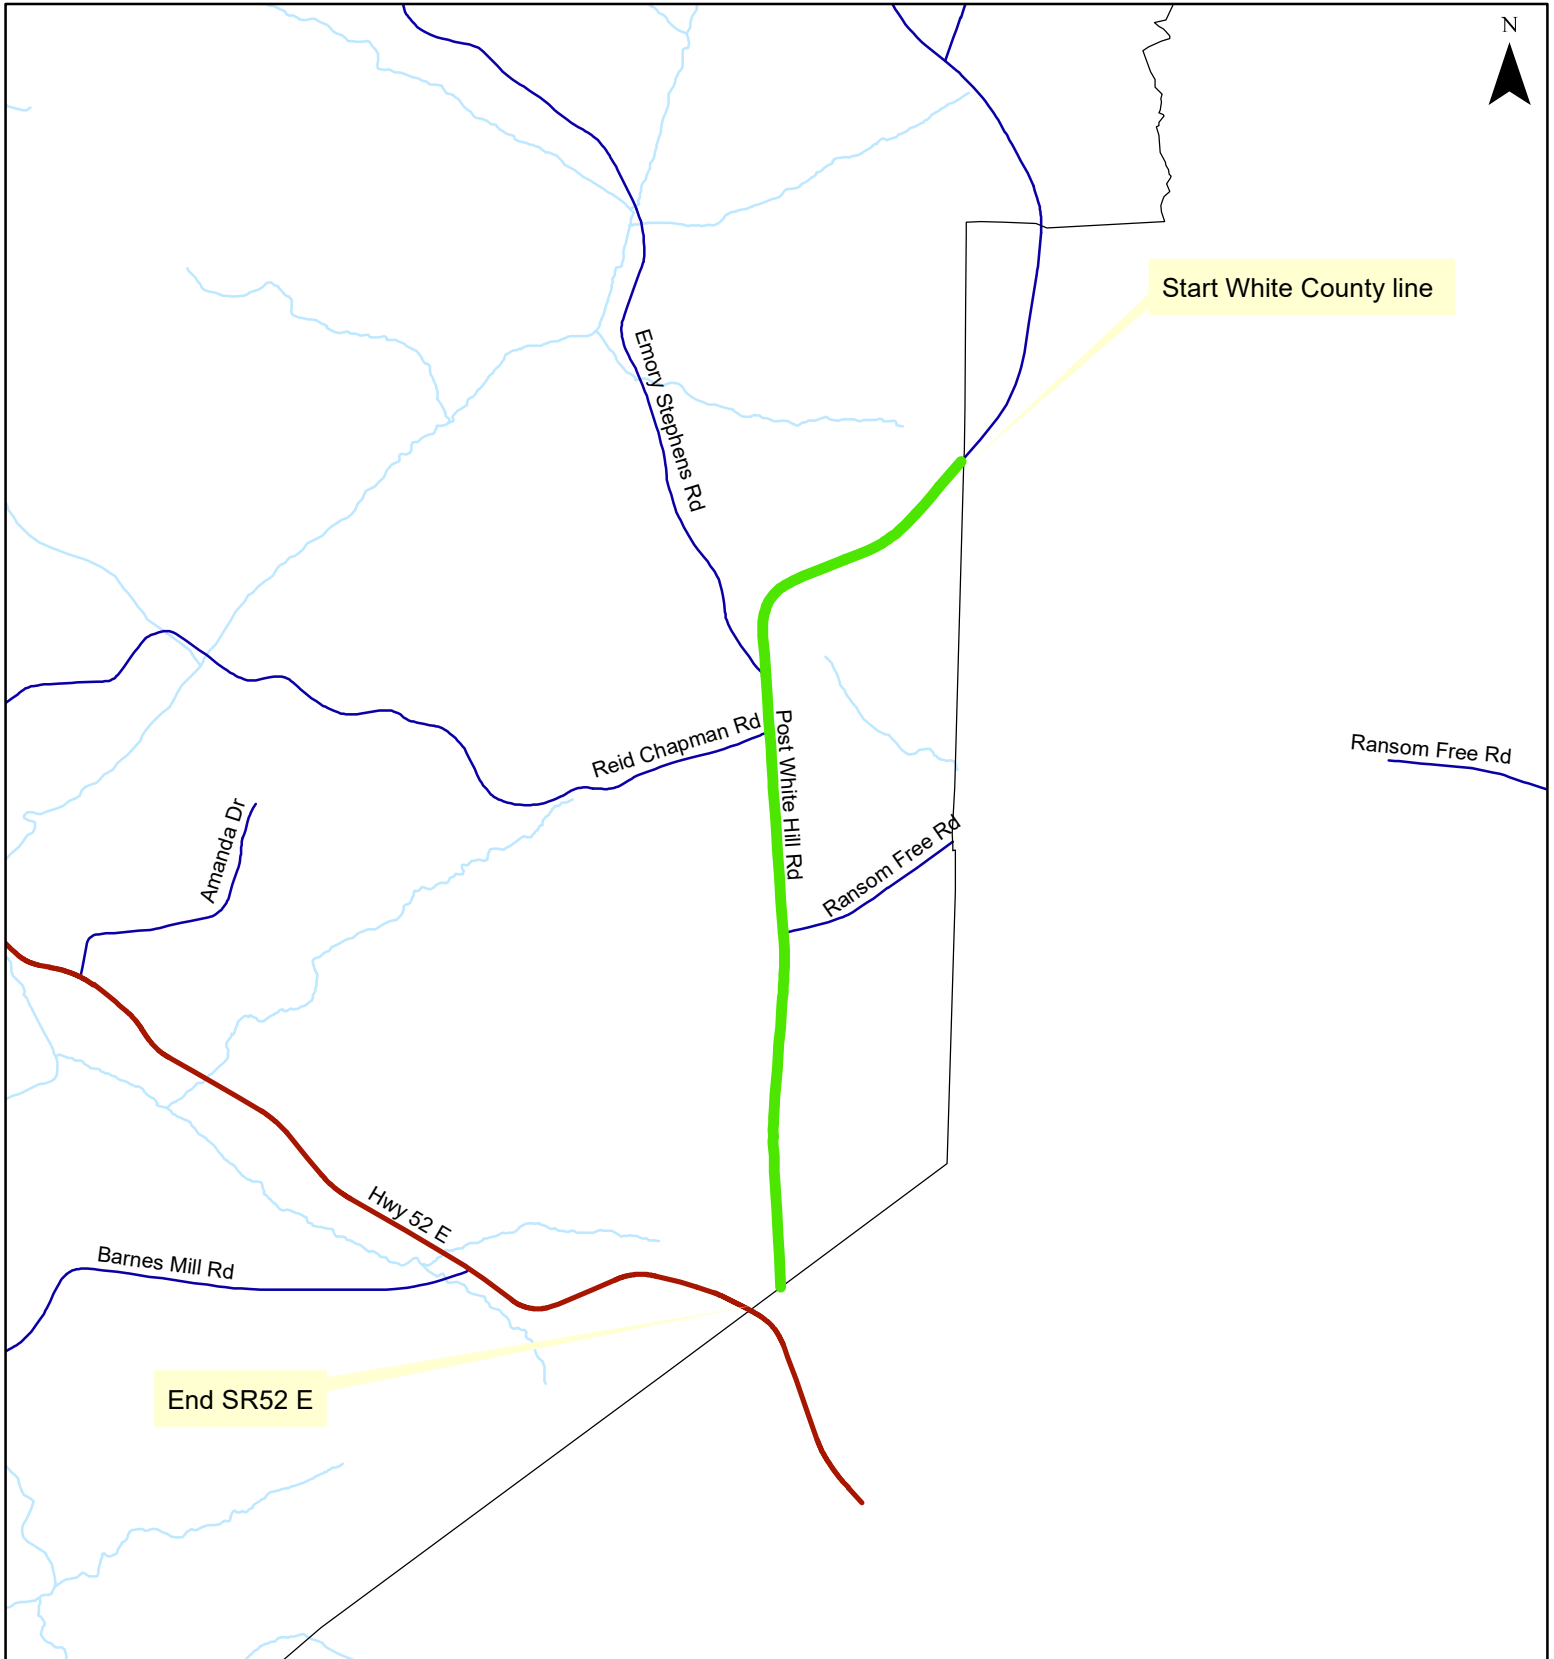 N
Start White County line
Emory Stephens Rd
Reid Chapman Rd
Post White Hill Rd
Ransom Free Rd
Ransom Free Rd
Amanda Dr
Hwy 52 E
Barnes Mill Rd
End SR52 E